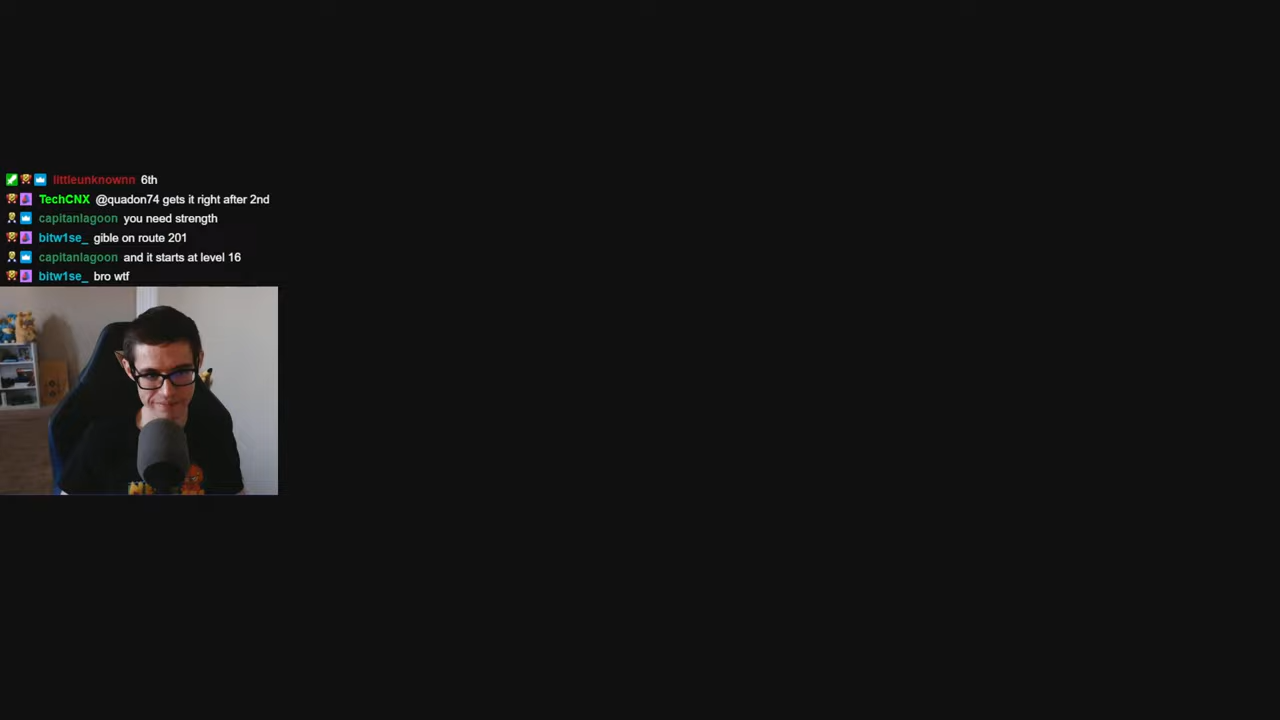 littleunknownn 6th
TechCNX @quadon74 gets it right after 2nd
capitanlagoon you need strength
bitw1se_ gible on route 201
capitanlagoon and it starts at level 16
bitw1se_ bro wtf